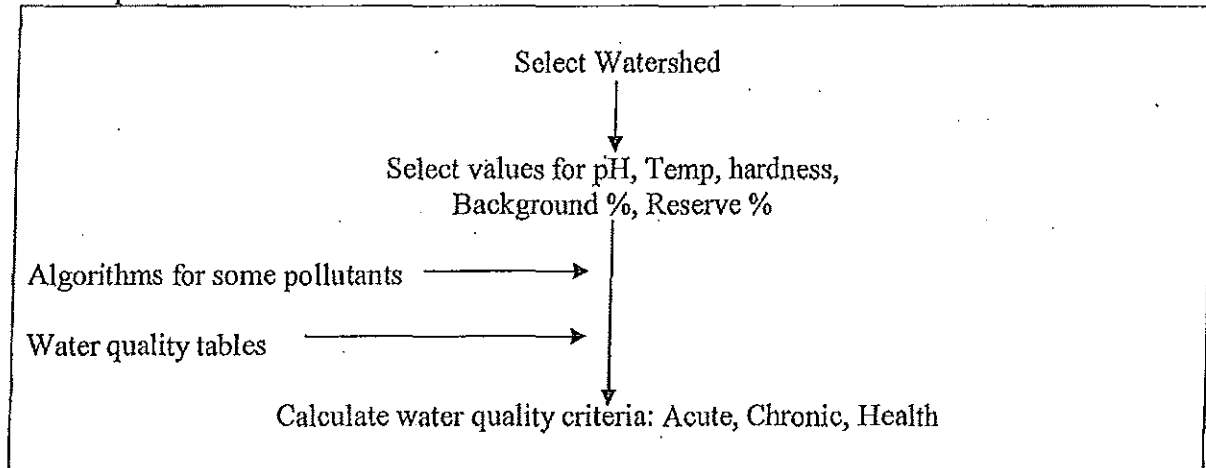 Select Watershed
Select values for pH, Temp, hardness,
Background %, Reserve %
Algorithms for some pollutants
Water quality tables
Calculate water quality criteria: Acute, Chronic, Health